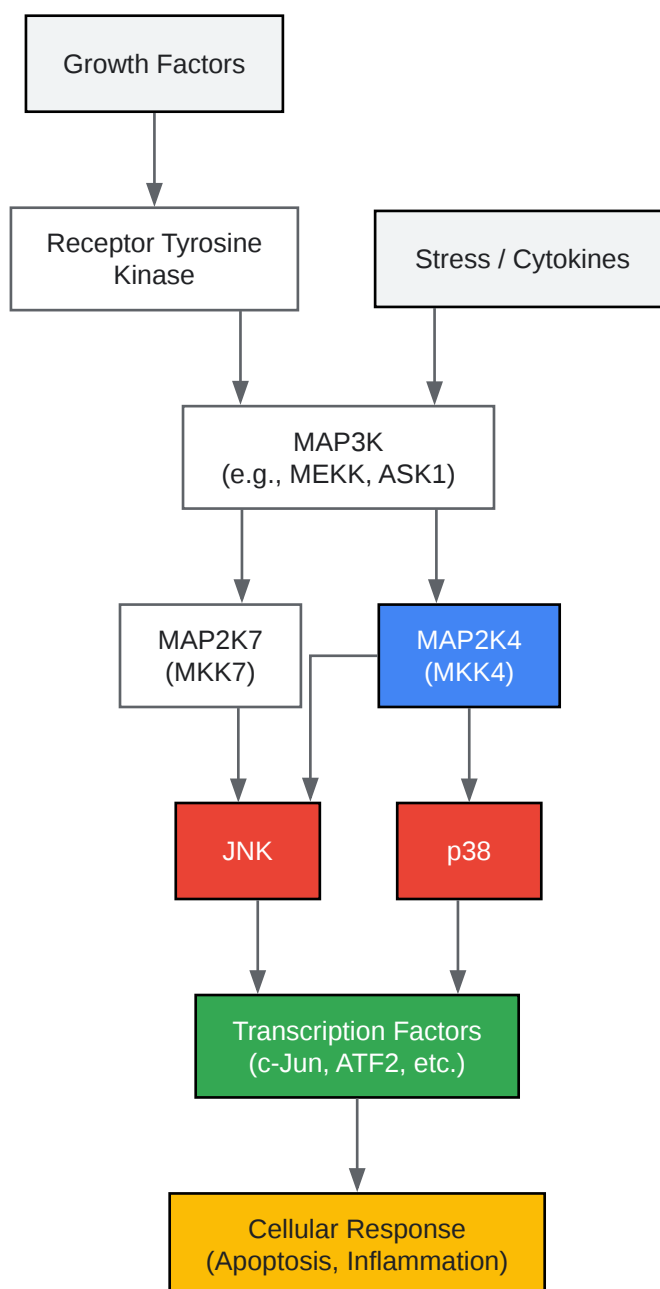 Growth Factors
Receptor Tyrosine
Kinase
Stress / Cytokines
MAP3K
(e.g., MEKK, ASK1)
MAP2K7
(MKK7)
MAP2K4
(MKK4)
JNK
p38
Transcription Factors
(c-Jun, ATF2, etc.)
Cellular Response
(Apoptosis, Inflammation)